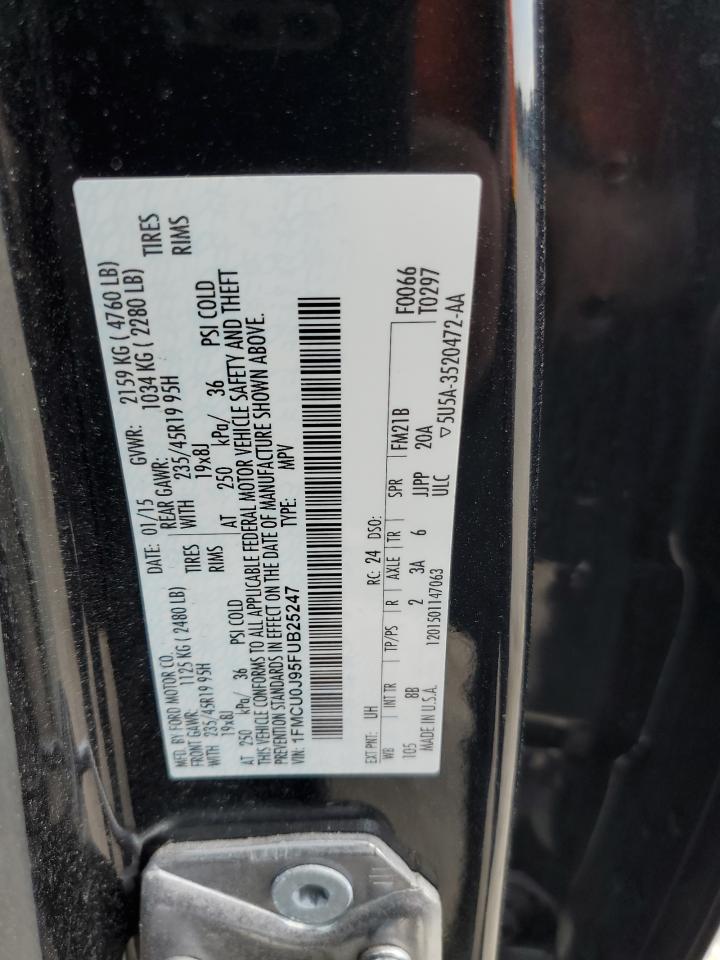 MFD. BY FORD MOTOR CO. DATE: 01/15 GVWR: 2159 KG ( 4760 LB)
FRONT GAWR: 1125 KG ( 2480 LB) REAR GAWR: 1034 KG ( 2280 LB)
WITH 235/45R19 95H TIRES WITH 235/45R19 95H TIRES
19x8J RIMS 19x8J RIMS
AT 250 kPa/ 36 PSI COLD AT 250 kPa/ 36 PSI COLD
THIS VEHICLE CONFORMS TO ALL APPLICABLE FEDERAL MOTOR VEHICLE SAFETY AND THEFT
PREVENTION STANDARDS IN EFFECT ON THE DATE OF MANUFACTURE SHOWN ABOVE.
VIN: 1FMCU0J95FUB25247 TYPE: MPV
EXT PNT: UH RC: 24 DSO: F0066
WB INT TR TP/PS R AXLE TR SPR FM21B T0297
105 8B 2 3A 6 JJPP 20A
MADE IN U.S.A. 1201501147063 ULC ▽5U5A-3520472-AA